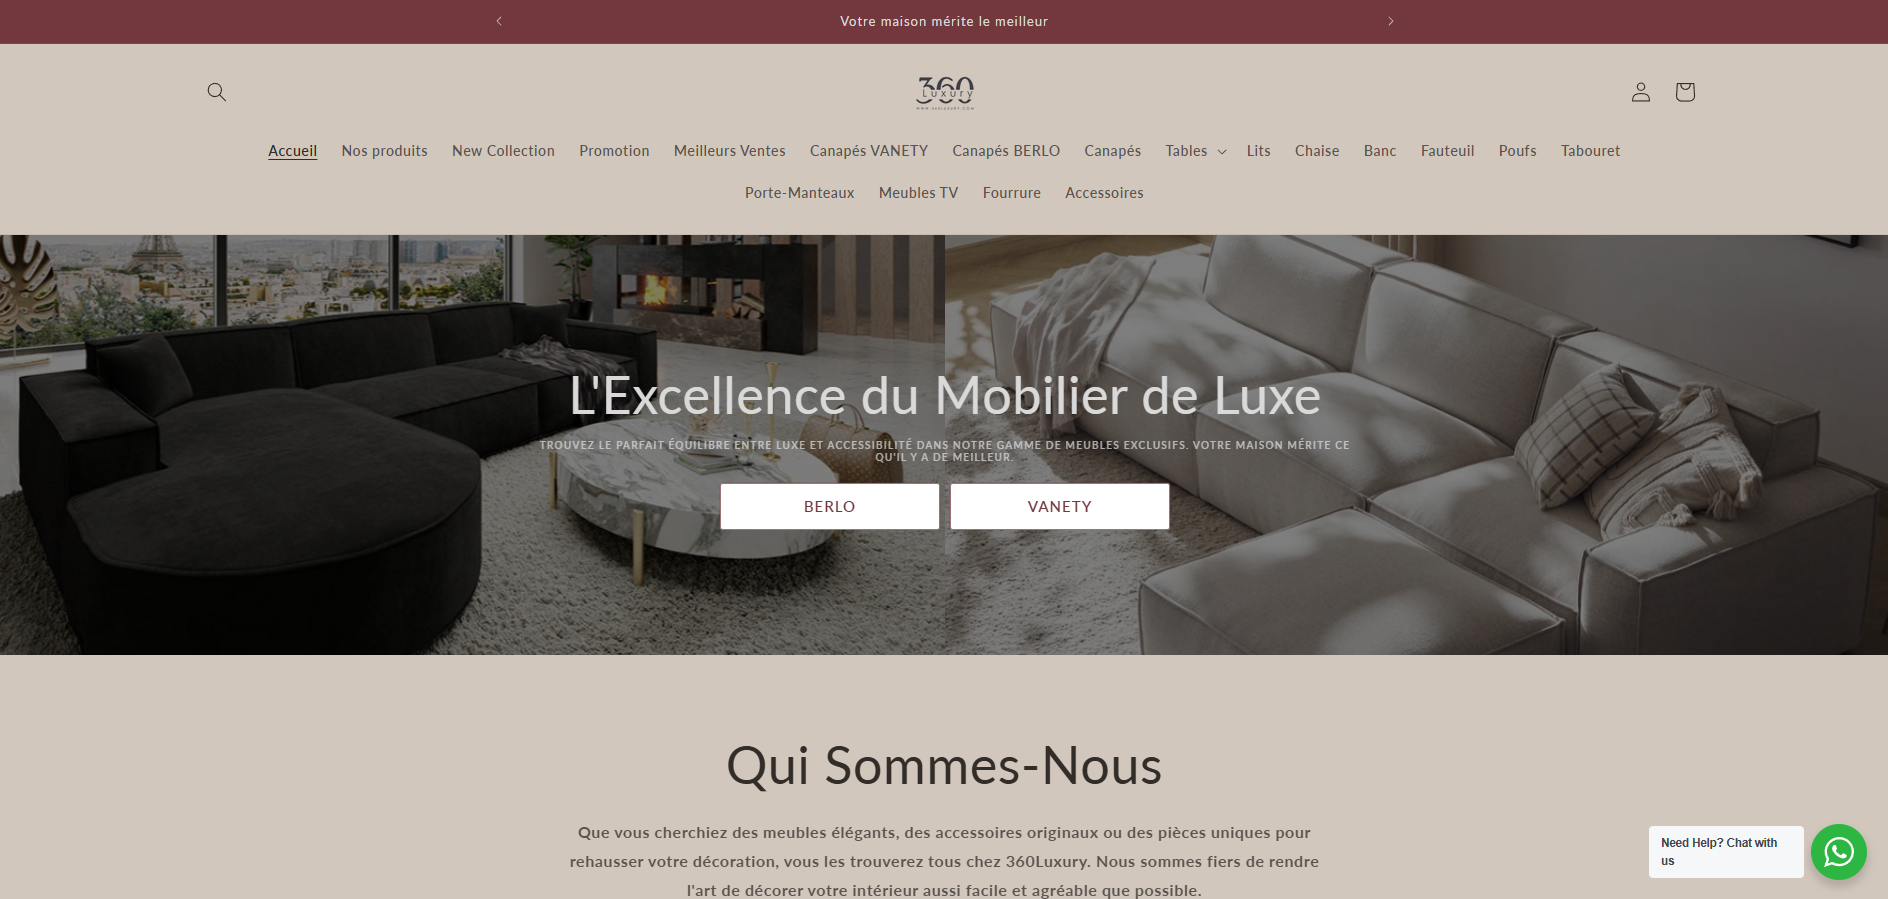 Votre maison mérite le meilleur
360
Luxury
WWW.360LUXURY.COM
Accueil Nos produits New Collection Promotion Meilleurs Ventes Canapés VANETY Canapés BERLO Canapés Tables Lits Chaise Banc Fauteuil Poufs Tabouret
Porte-Manteaux Meubles TV Fourrure Accessoires
L'Excellence du Mobilier de Luxe
TROUVEZ LE PARFAIT ÉQUILIBRE ENTRE LUXE ET ACCESSIBILITÉ DANS NOTRE GAMME DE MEUBLES EXCLUSIFS. VOTRE MAISON MÉRITE CE
QU'IL Y A DE MEILLEUR.
BERLO VANETY
Qui Sommes-Nous
Que vous cherchiez des meubles élégants, des accessoires originaux ou des pièces uniques pour
rehausser votre décoration, vous les trouverez tous chez 360Luxury. Nous sommes fiers de rendre
l'art de décorer votre intérieur aussi facile et agréable que possible.
Need Help? Chat with
us